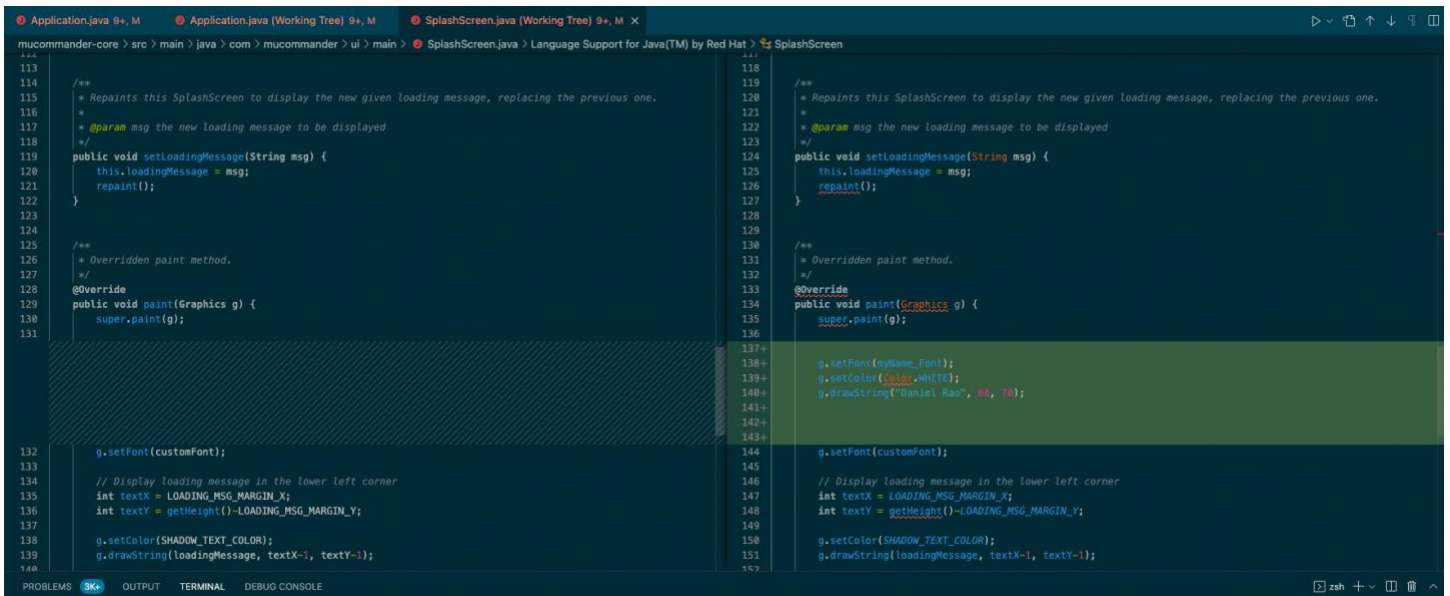 Application.java 9+, M Application.java (Working Tree) 9+, M SplashScreen.java (Working Tree) 9+, M
mucommander-core > src > main > java > com > mucommander > ui > main > SplashScreen.java > Language Support for Java(TM) by Red Hat > SplashScreen
113
114 /**
115 * Repaints this SplashScreen to display the new given loading message, replacing the previous one.
116 *
117 * @param msg the new loading message to be displayed
118 */
119 public void setLoadingMessage(String msg) {
120 this.loadingMessage = msg;
121 repaint();
122 }
123
124
125 /**
126 * Overridden paint method.
127 */
128 @Override
129 public void paint(Graphics g) {
130 super.paint(g);
131
132 g.setFont(customFont);
133
134 // Display loading message in the lower left corner
135 int textX = LOADING_MSG_MARGIN_X;
136 int textY = getHeight()-LOADING_MSG_MARGIN_Y;
137
138 g.setColor(SHADOW_TEXT_COLOR);
139 g.drawString(loadingMessage, textX-1, textY-1);
118
119 /**
120 * Repaints this SplashScreen to display the new given loading message, replacing the previous one.
121 *
122 * @param msg the new loading message to be displayed
123 */
124 public void setLoadingMessage(String msg) {
125 this.loadingMessage = msg;
126 repaint();
127 }
128
129
130 /**
131 * Overridden paint method.
132 */
133 @Override
134 public void paint(Graphics g) {
135 super.paint(g);
136
137+
138+ g.setFont(myName_Font);
139+ g.setColor(Color.WHITE);
140+ g.drawString("Daniel Rao", 60, 70);
141+
142+
143+
144 g.setFont(customFont);
145
146 // Display loading message in the lower left corner
147 int textX = LOADING_MSG_MARGIN_X;
148 int textY = getHeight()-LOADING_MSG_MARGIN_Y;
149
150 g.setColor(SHADOW_TEXT_COLOR);
151 g.drawString(loadingMessage, textX-1, textY-1);
PROBLEMS 3K+ OUTPUT TERMINAL DEBUG CONSOLE zsh